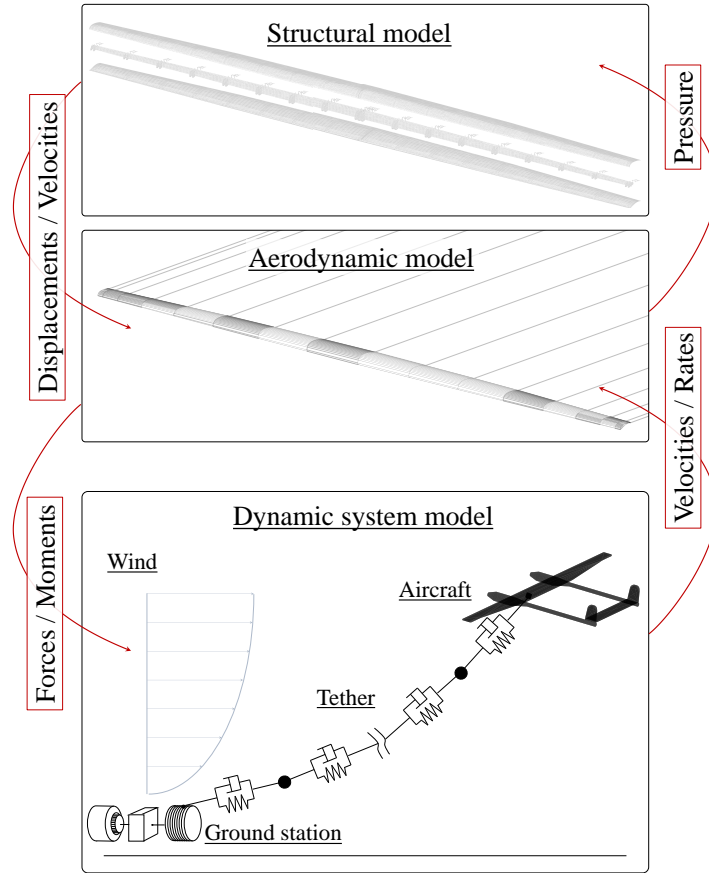 Structural model
Pressure
Displacements / Velocities
Aerodynamic model
Velocities / Rates
Dynamic system model
Forces / Moments
Wind
Aircraft
Tether
Ground station